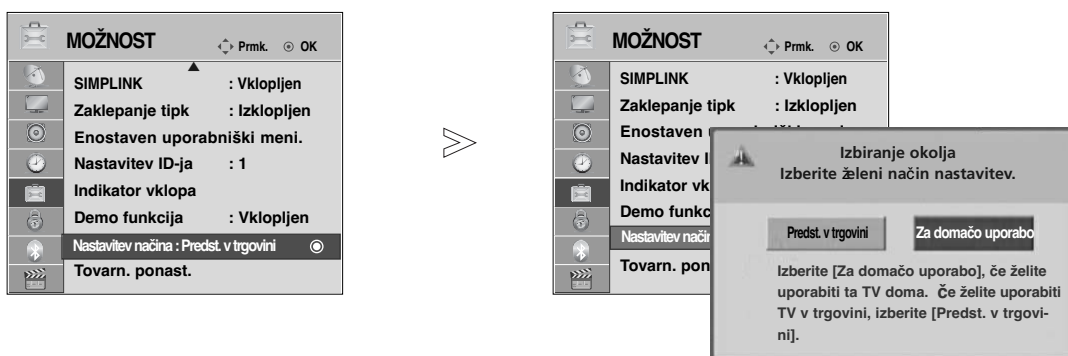 MOŽNOST
Prmk. OK
SIMPLINK : Vklopljen
Zaklepanje tipk : Izklopljen
Enostaven uporabniški meni.
Nastavitev ID-ja : 1
Indikator vklopa
Demo funkcija : Vklopljen
Nastavitev načina : Predst. v trgovini
Tovarn. ponast.
MOŽNOST
Prmk. OK
SIMPLINK : Vklopljen
Zaklepanje tipk : Izklopljen
Enostaven
Nastavitev I
Indikator vk
Demo funkc
Nastavitev način
Tovarn. pon
Izbiranje okolja
Izberite želeni način nastavitev.
Predst. v trgovini
Za domačo uporabo
Izberite [Za domačo uporabo], če želite
uporabiti ta TV doma. Če želite uporabiti
TV v trgovini, izberite [Predst. v trgovi-
ni].